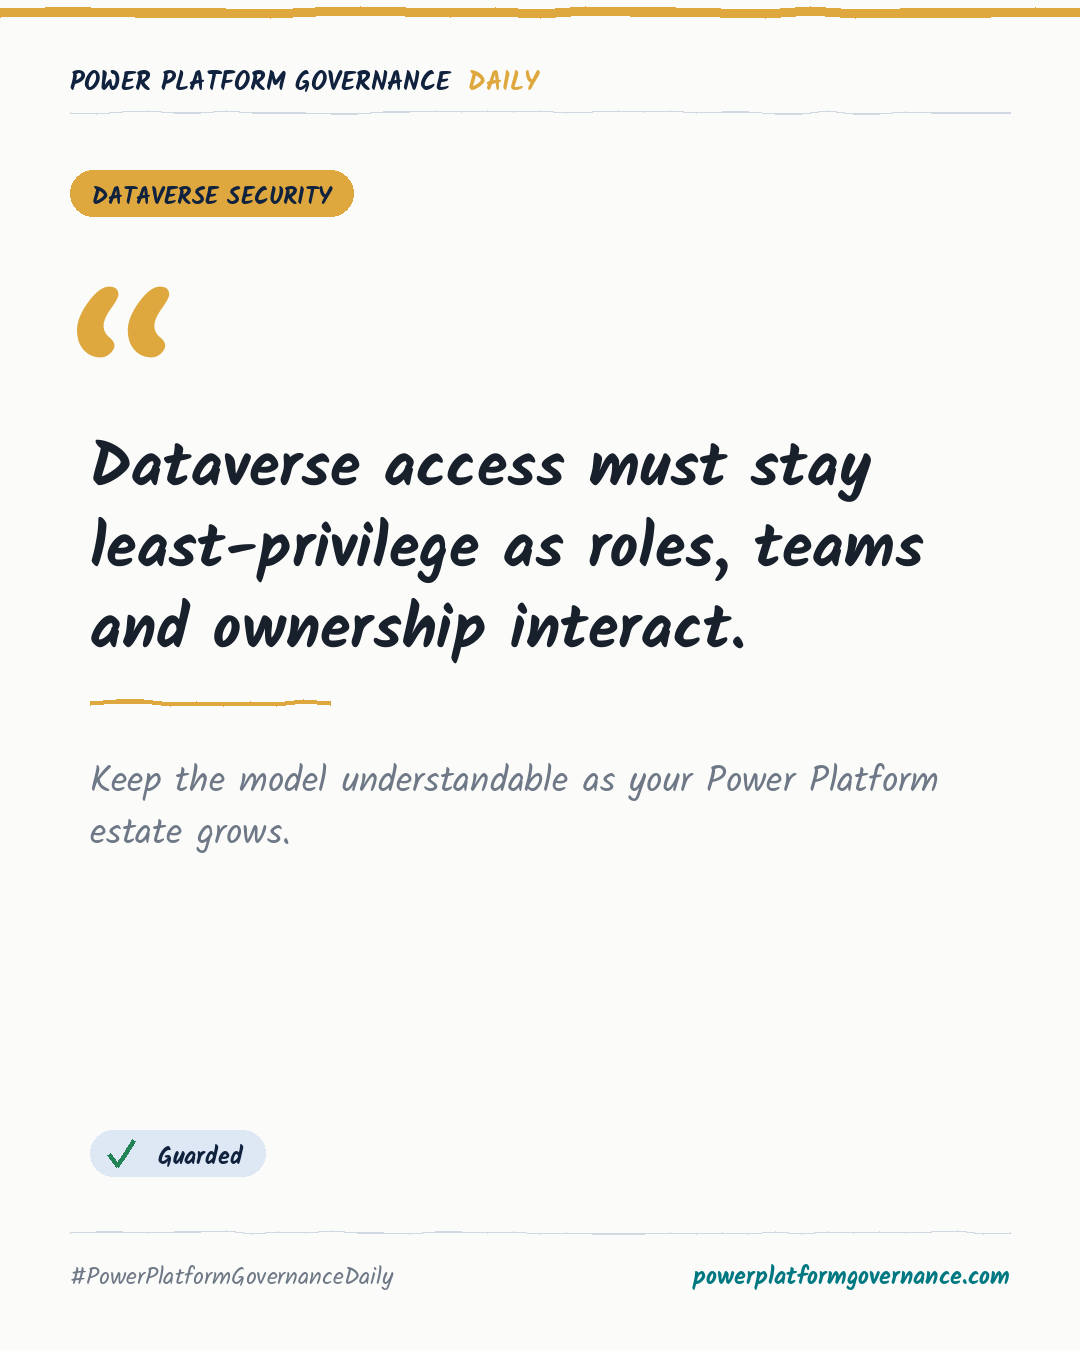 POWER PLATFORM GOVERNANCE DAILY
DATAVERSE SECURITY
“
Dataverse access must stay
least-privilege as roles, teams
and ownership interact.
Keep the model understandable as your Power Platform
estate grows.
Guarded
#PowerPlatformGovernanceDaily
powerplatformgovernance.com